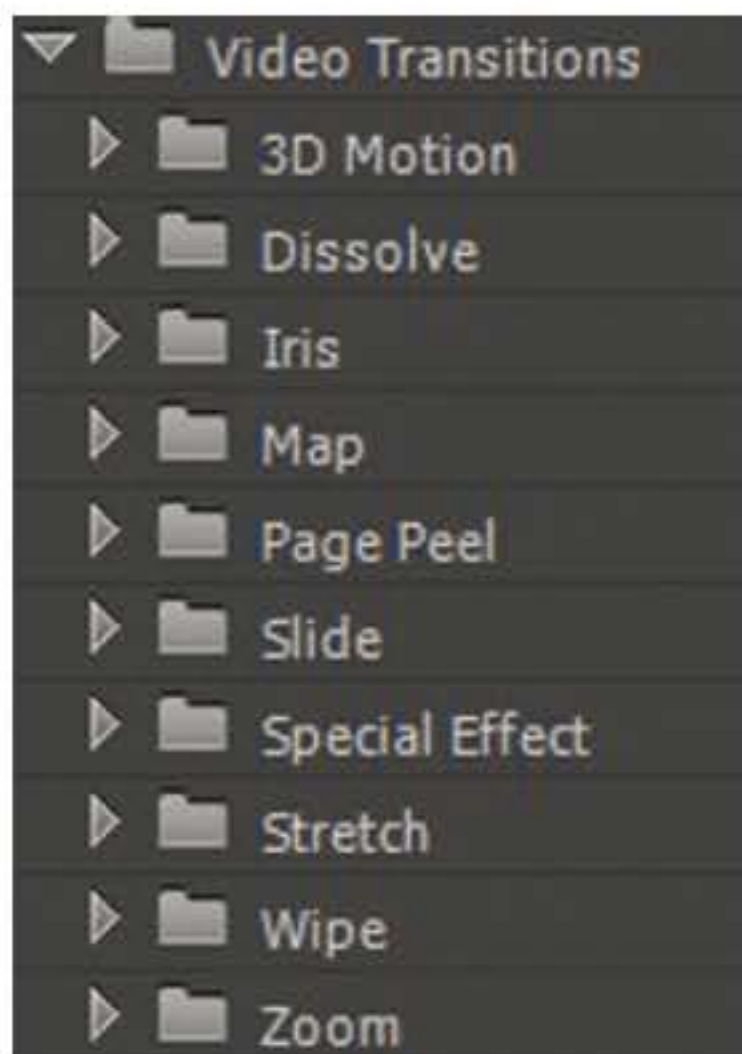 Video Transitions
3D Motion
Dissolve
Iris
Map
Page Peel
Slide
Special Effect
Stretch
Wipe
Zoom